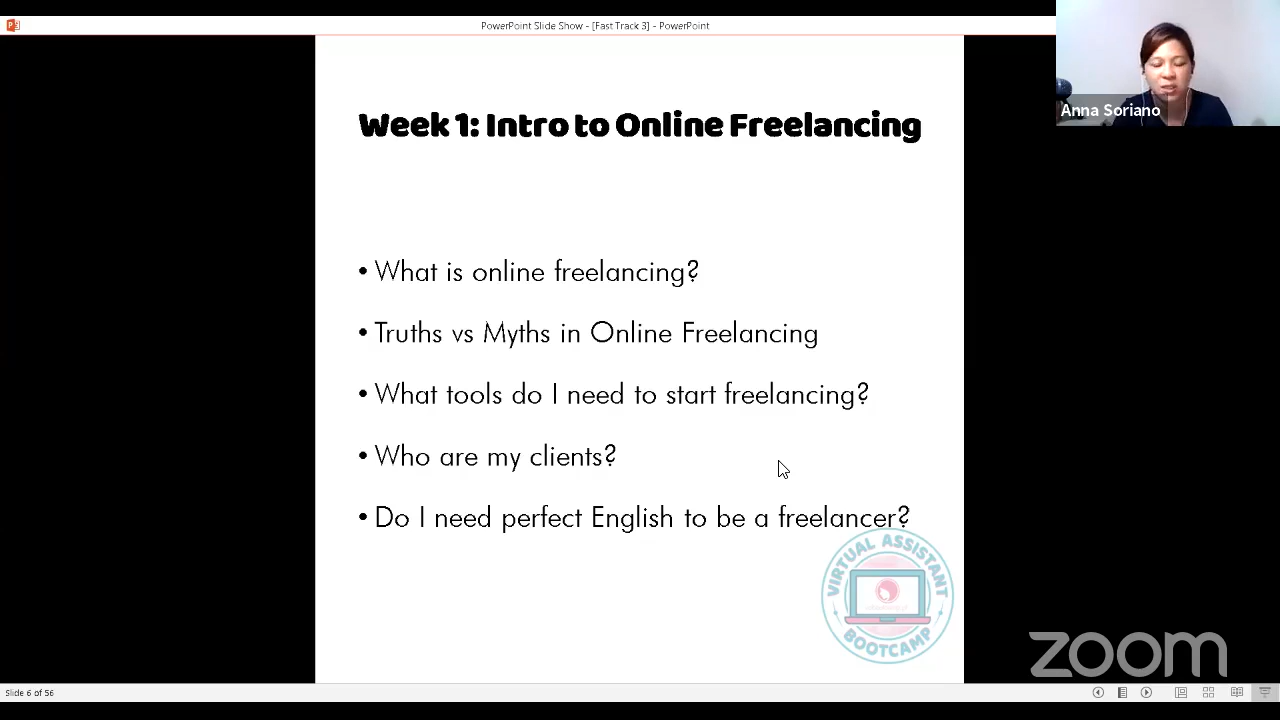 PowerPoint Slide Show - [Fast Track 3] - PowerPoint
Anna Soriano
Week 1: Intro to Online Freelancing
• What is online freelancing?
• Truths vs Myths in Online Freelancing
• What tools do I need to start freelancing?
• Who are my clients?
• Do I need perfect English to be a freelancer?
VIRTUAL ASSISTANT
BOOTCAMP
zoom
Slide 6 of 56